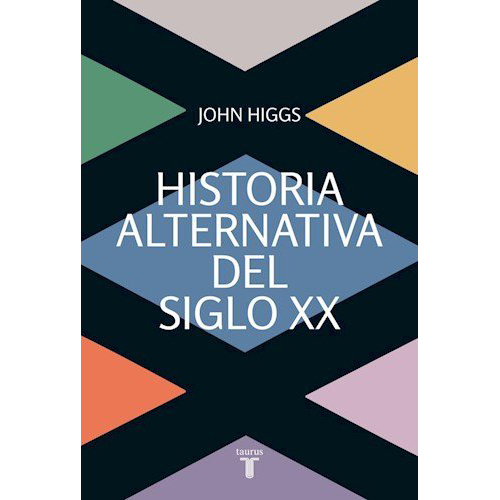 JOHN HIGGS
HISTORIA
ALTERNATIVA
DEL
SIGLO XX
taurus
T